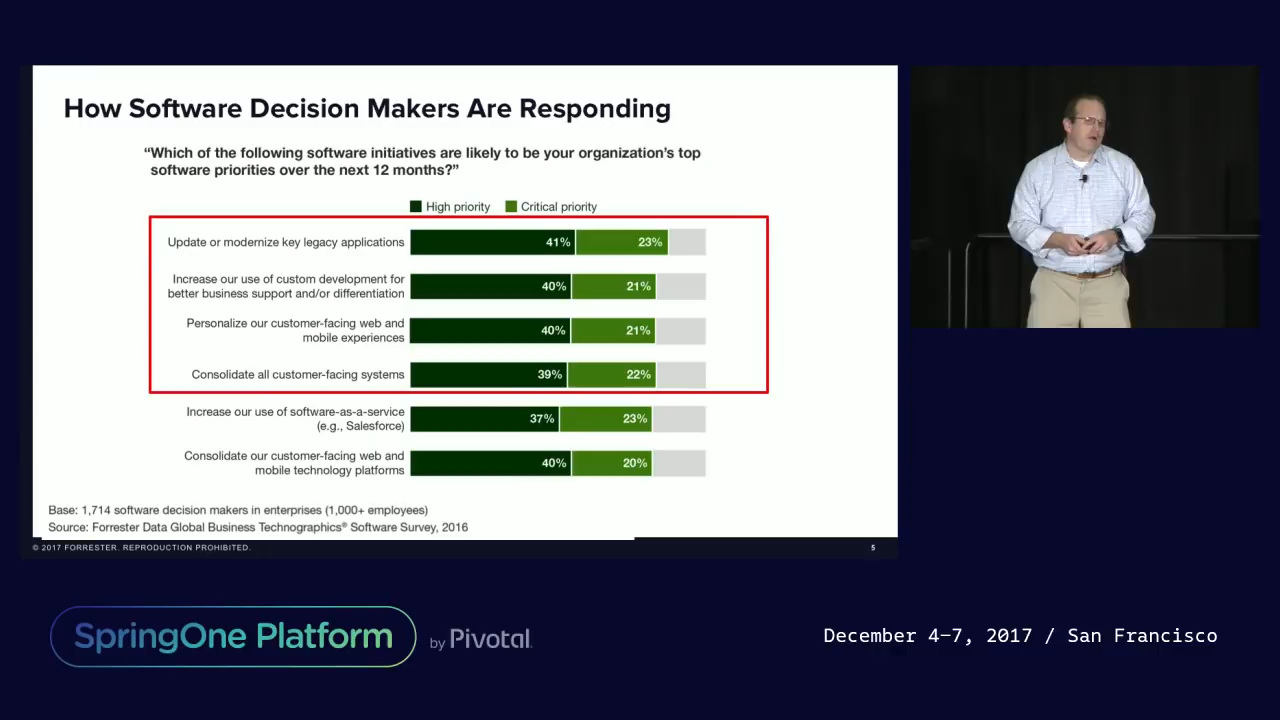 How Software Decision Makers Are Responding
“Which of the following software initiatives are likely to be your organization’s top
software priorities over the next 12 months?”
High priority Critical priority
Update or modernize key legacy applications 41% 23%
Increase our use of custom development for
better business support and/or differentiation 40% 21%
Personalize our customer-facing web and
mobile experiences 40% 21%
Consolidate all customer-facing systems 39% 22%
Increase our use of software-as-a-service
(e.g., Salesforce) 37% 23%
Consolidate our customer-facing web and
mobile technology platforms 40% 20%
Base: 1,714 software decision makers in enterprises (1,000+ employees)
Source: Forrester Data Global Business Technographics® Software Survey, 2016
© 2017 FORRESTER. REPRODUCTION PROHIBITED. 5
SpringOne Platform by Pivotal.
December 4–7, 2017 / San Francisco